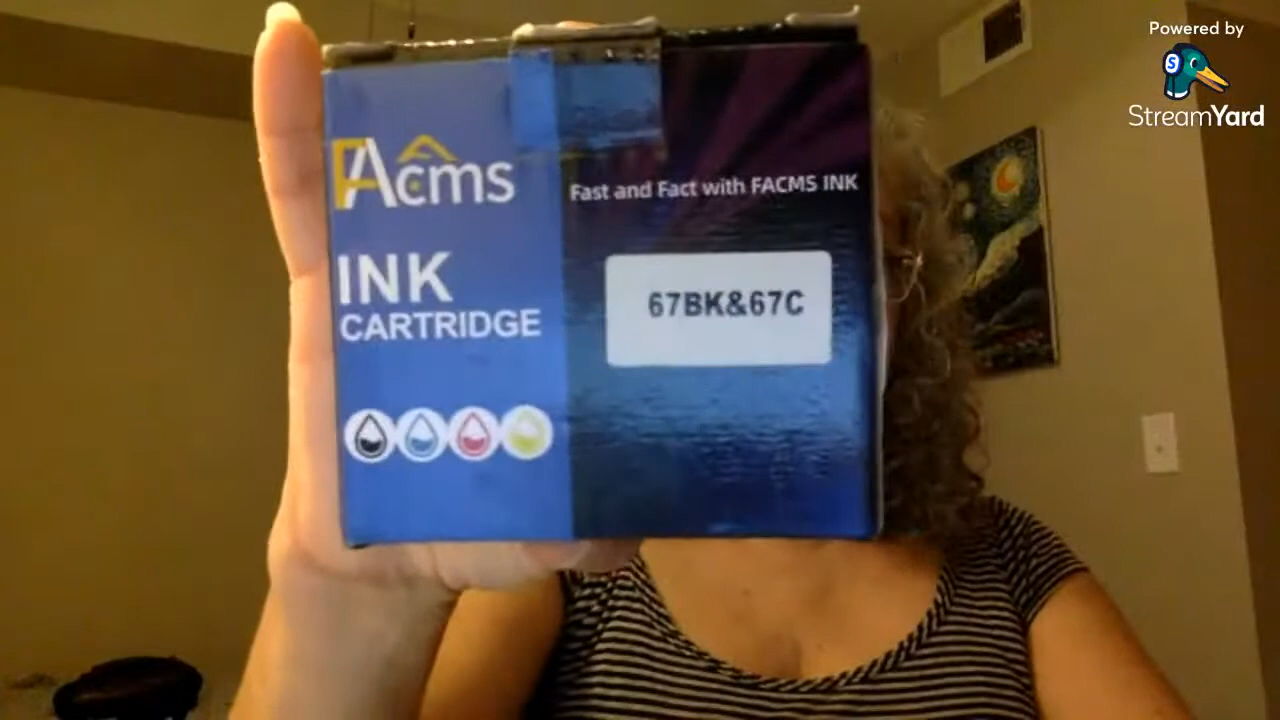 Powered by
StreamYard
FAcms
Fast and Fact with FACMS INK
INK
CARTRIDGE
67BK&67C